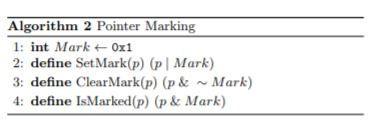 Algorithm 2 Pointer Marking
1: int Mark ← 0x1
2: define SetMark(p) (p | Mark)
3: define ClearMark(p) (p & ~ Mark)
4: define IsMarked(p) (p & Mark)